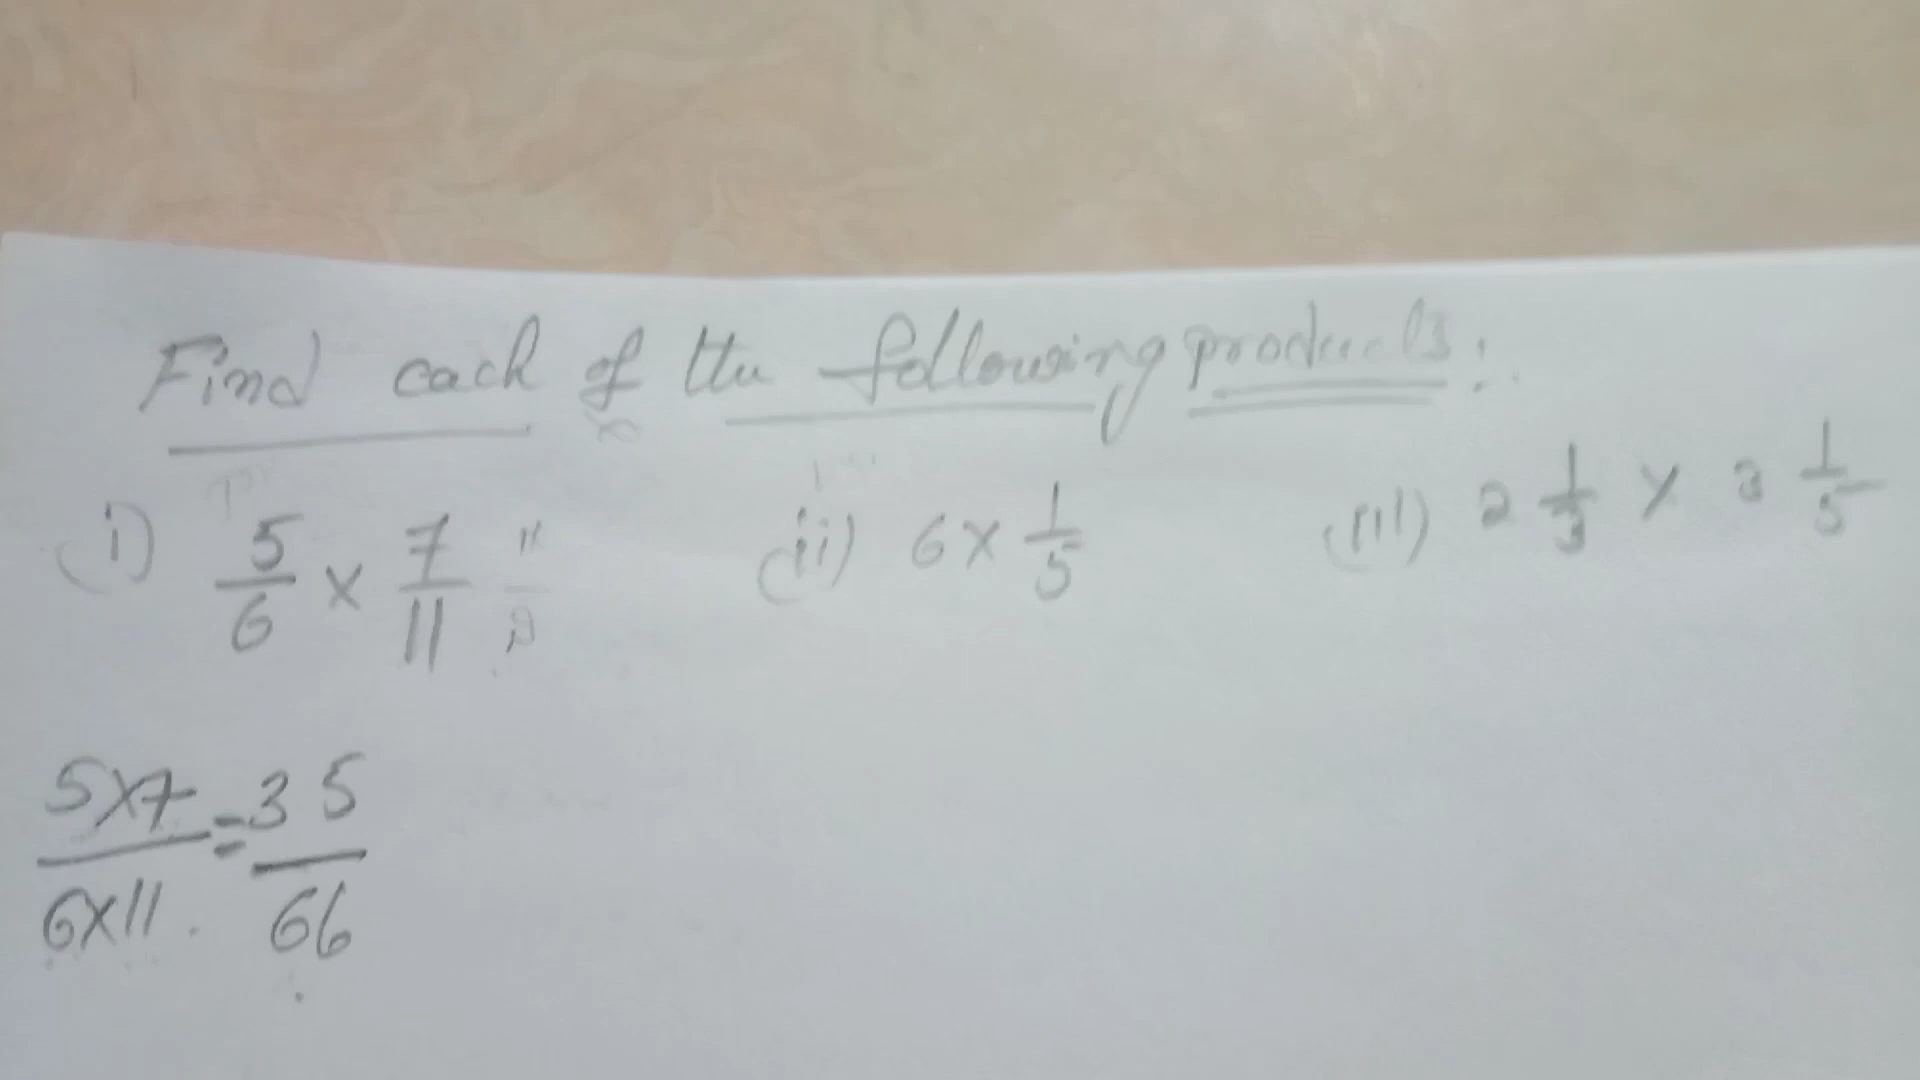 Find each of the following products:
i) 5/6 × 7/11 (ii) 6 × 1/5 (iii) 2 1/3 × 3 1/5
5×7/6×11 = 35/66